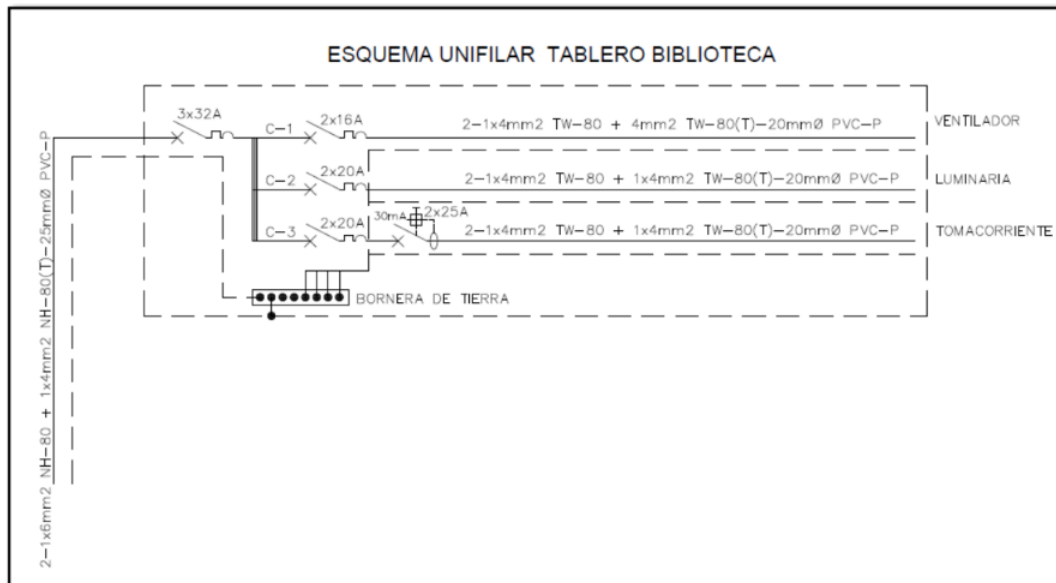 ESQUEMA UNIFILAR TABLERO BIBLIOTECA
3x32A
C-1
2x16A
2-1x4mm2 TW-80 + 4mm2 TW-80(T)-20mmØ PVC-P
VENTILADOR
C-2
2x20A
2-1x4mm2 TW-80 + 1x4mm2 TW-80(T)-20mmØ PVC-P
LUMINARIA
C-3
2x20A
30mA
2x25A
2-1x4mm2 TW-80 + 1x4mm2 TW-80(T)-20mmØ PVC-P
TOMACORRIENTE
BORNERA DE TIERRA
2-1x6mm2 NH-80 + 1x4mm2 NH-80(T)-25mmØ PVC-P